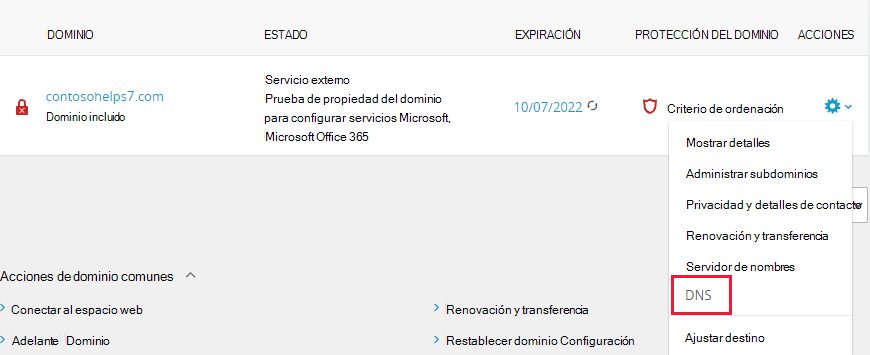 DOMINIO ESTADO EXPIRACIÓN PROTECCIÓN DEL DOMINIO ACCIONES
contosohelps7.com
Dominio incluido
Servicio externo
Prueba de propiedad del dominio
para configurar servicios Microsoft,
Microsoft Office 365
10/07/2022
Criterio de ordenación
Mostrar detalles
Administrar subdominios
Privacidad y detalles de contacto
Renovación y transferencia
Servidor de nombres
DNS
Ajustar destino
Acciones de dominio comunes
Conectar al espacio web
Renovación y transferencia
Adelante Dominio
Restablecer dominio Configuración